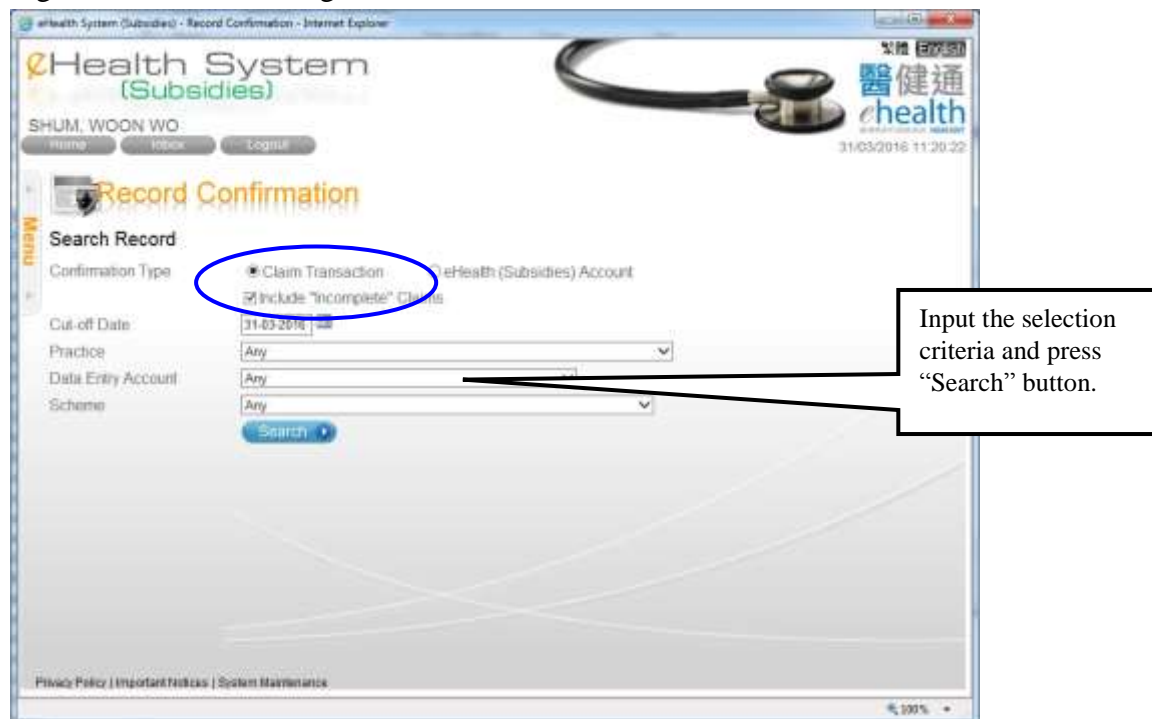 eHealth System (Subsidies) - Record Confirmation - Internet Explorer
eHealth System
(Subsidies)
繁體 English
醫健通
ehealth
SHUM, WOON WO
Home Inbox Logout
31/03/2016 11:20:22
Menu
Record Confirmation
Search Record
Confirmation Type Claim Transaction eHealth (Subsidies) Account
Include "Incomplete" Claims
Cut-off Date 31-03-2016
Practice Any
Data Entry Account Any
Scheme Any
Search
Input the selection
criteria and press
“Search” button.
Privacy Policy | Important Notices | System Maintenance
100%